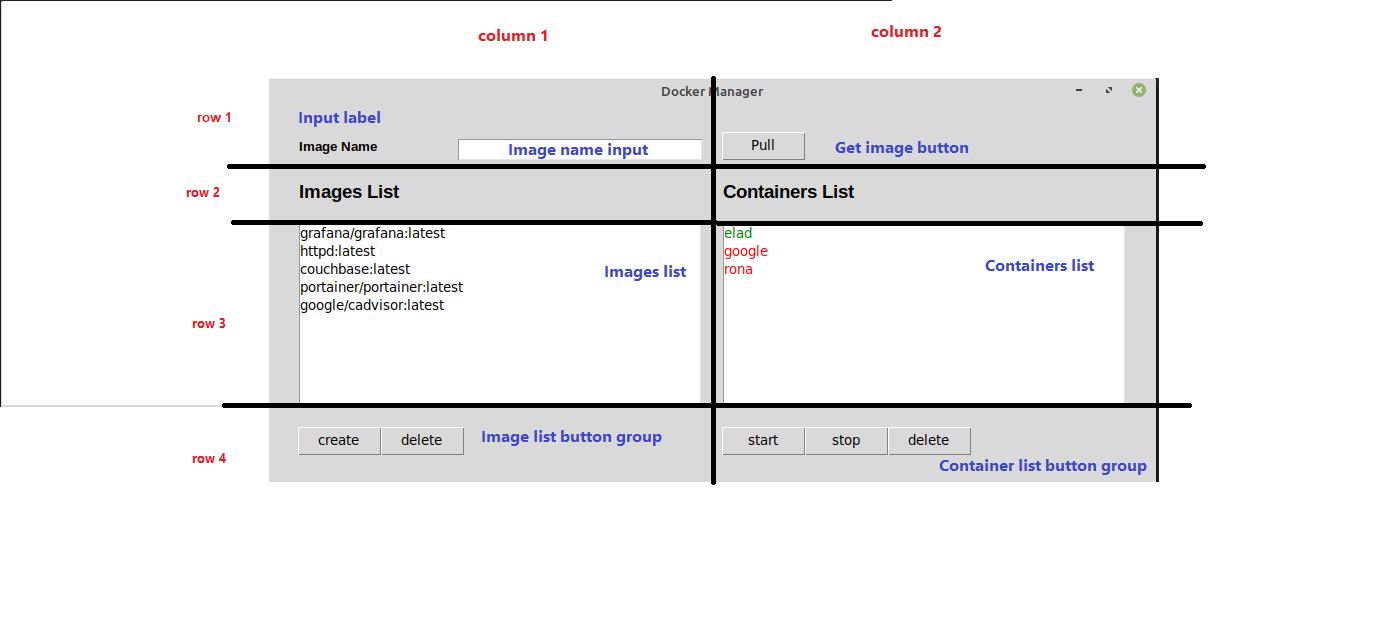 column 1
column 2
Docker Manager
row 1
Input label
Image Name
Image name input
Pull
Get image button
row 2
Images List
Containers List
grafana/grafana:latest
httpd:latest
couchbase:latest
portainer/portainer:latest
google/cadvisor:latest
Images list
elad
google
rona
Containers list
row 3
create
delete
Image list button group
start
stop
delete
row 4
Container list button group